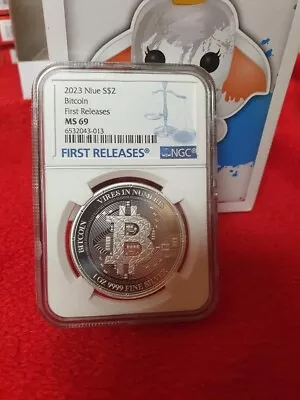 2023 Niue S$2
Bitcoin
First Releases
MS 69
6532043-013
FIRST RELEASES®
NGC®
BITCOIN
VIRES IN NUMERIS
1 OZ 9999 FINE SILVER